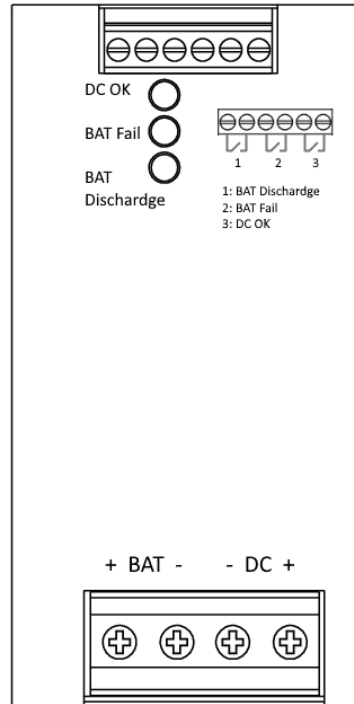 DC OK
BAT Fail
BAT
Dischardge
1 2 3
1: BAT Dischardge
2: BAT Fail
3: DC OK
+ BAT - - DC +